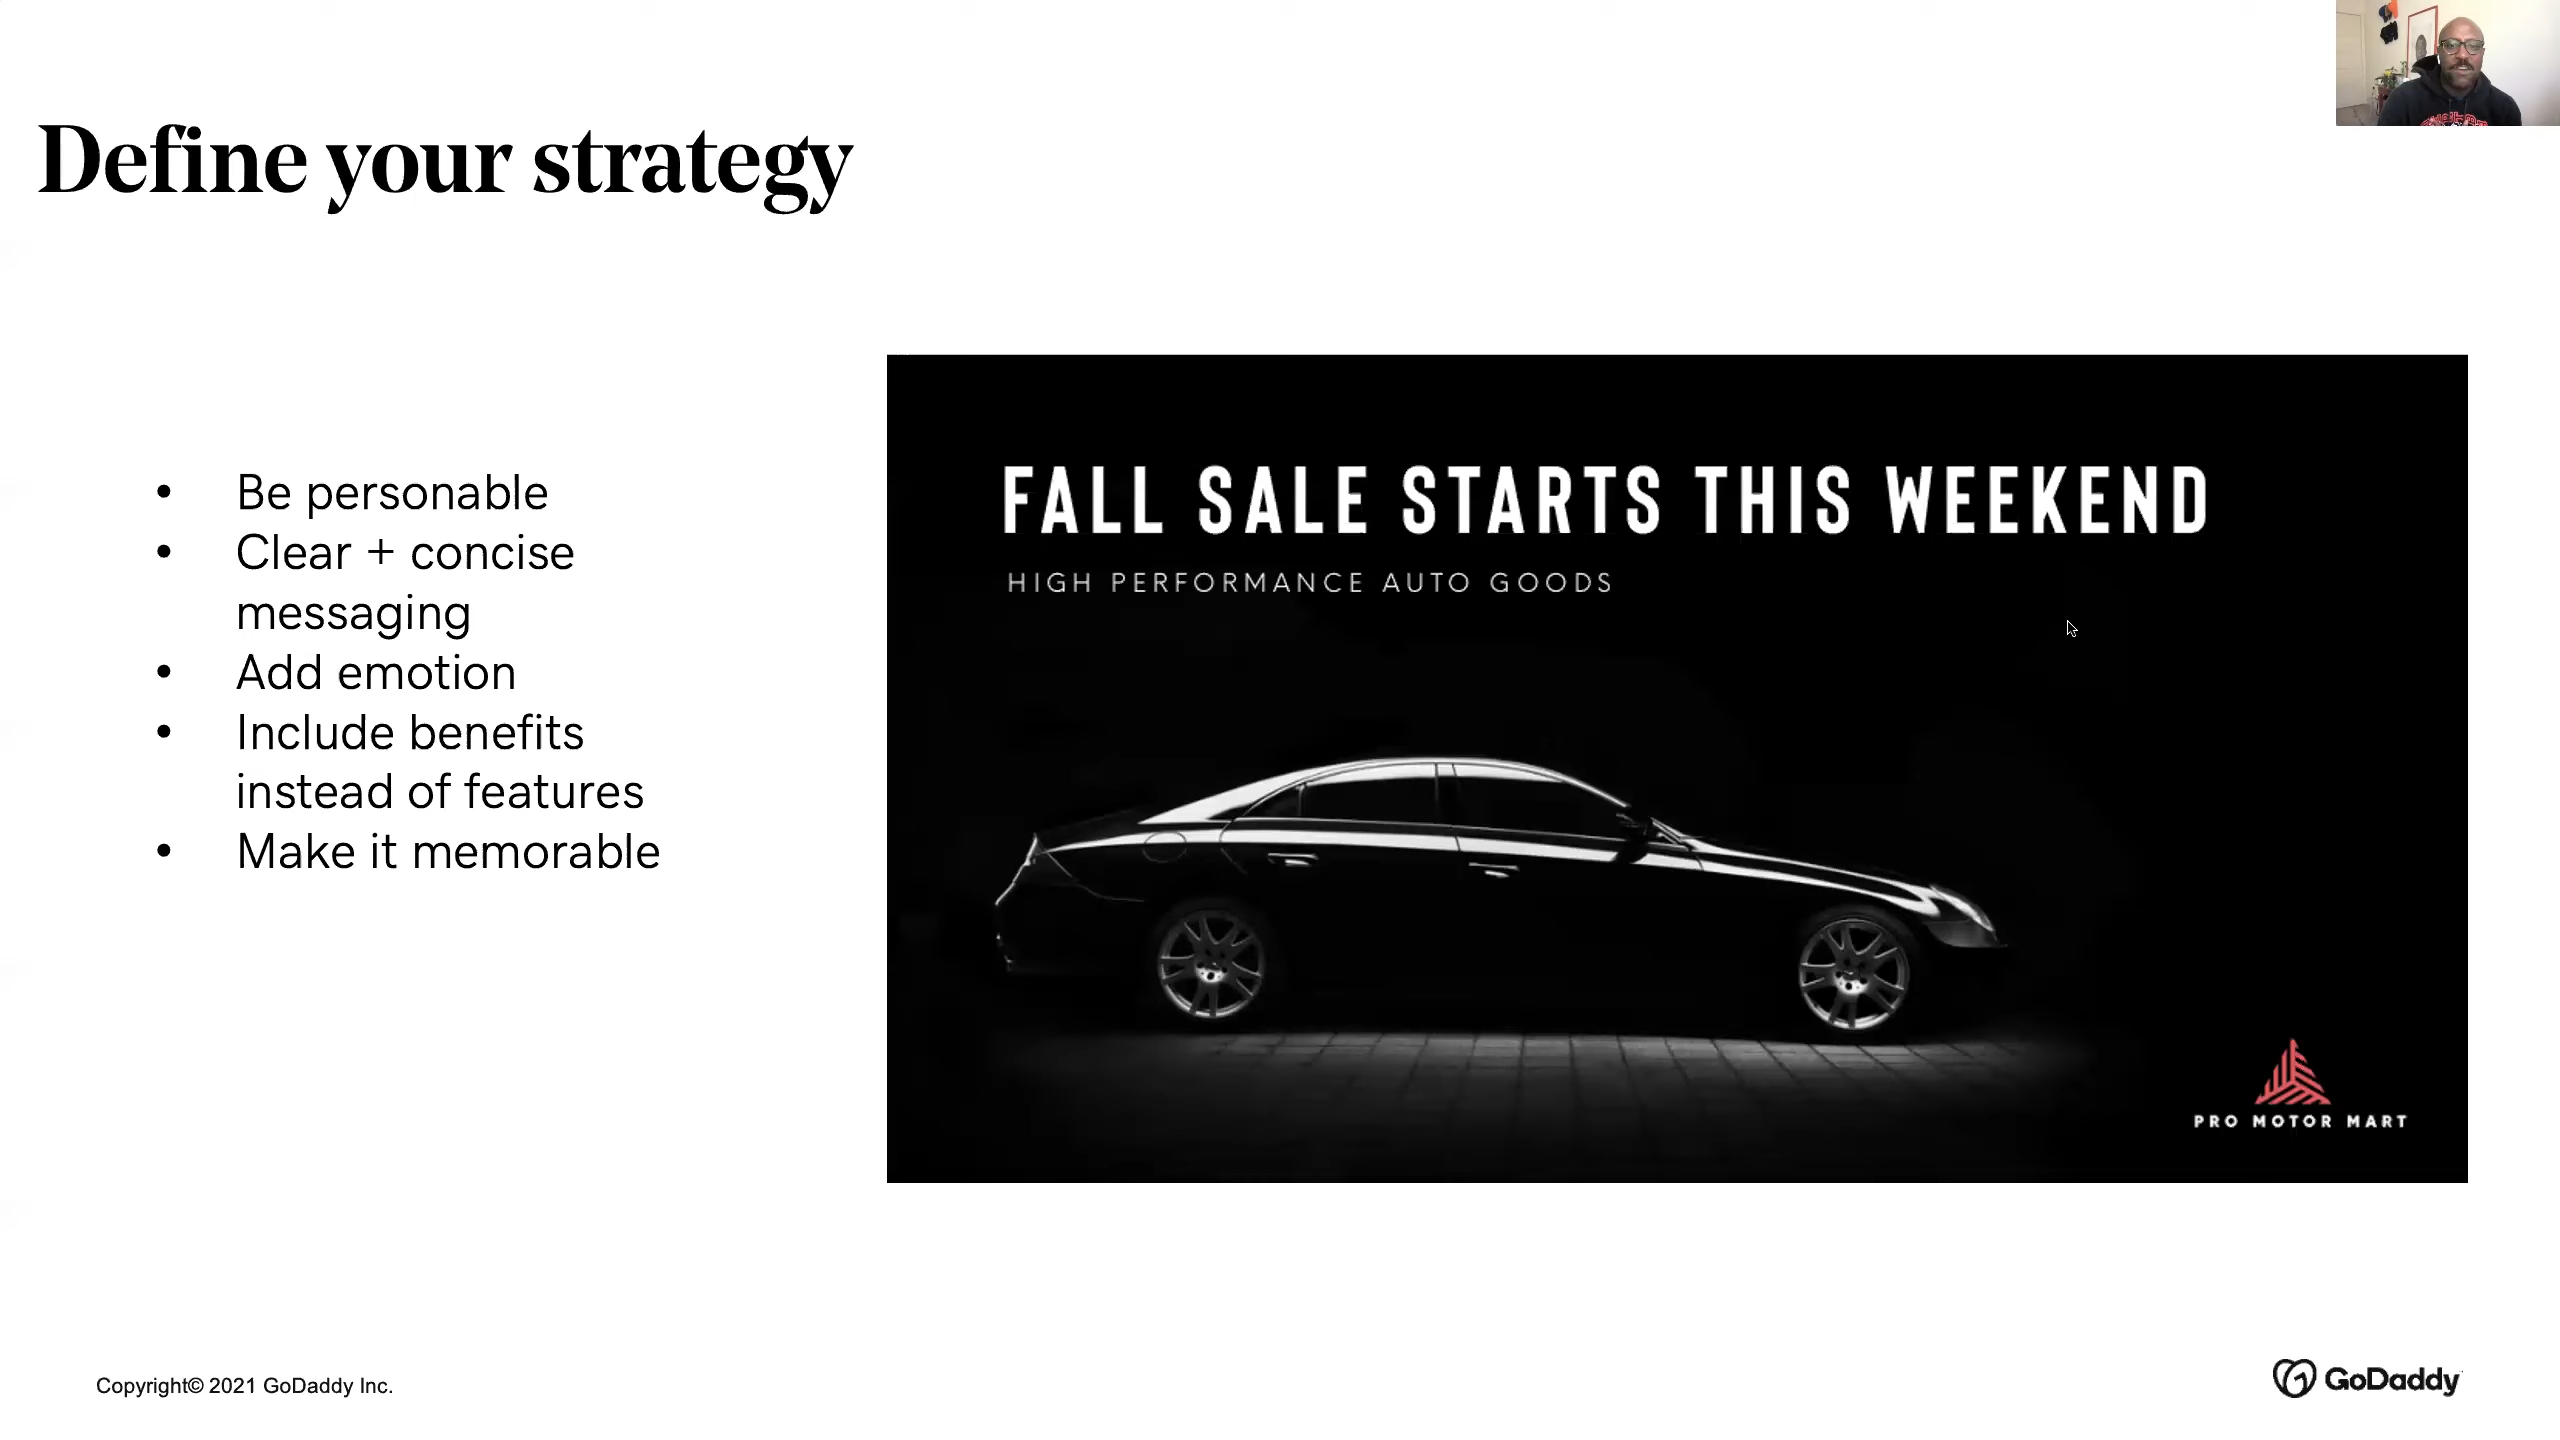 Define your strategy
• Be personable
• Clear + concise
messaging
• Add emotion
• Include benefits
instead of features
• Make it memorable
FALL SALE STARTS THIS WEEKEND
HIGH PERFORMANCE AUTO GOODS
PRO MOTOR MART
Copyright© 2021 GoDaddy Inc.
GoDaddy